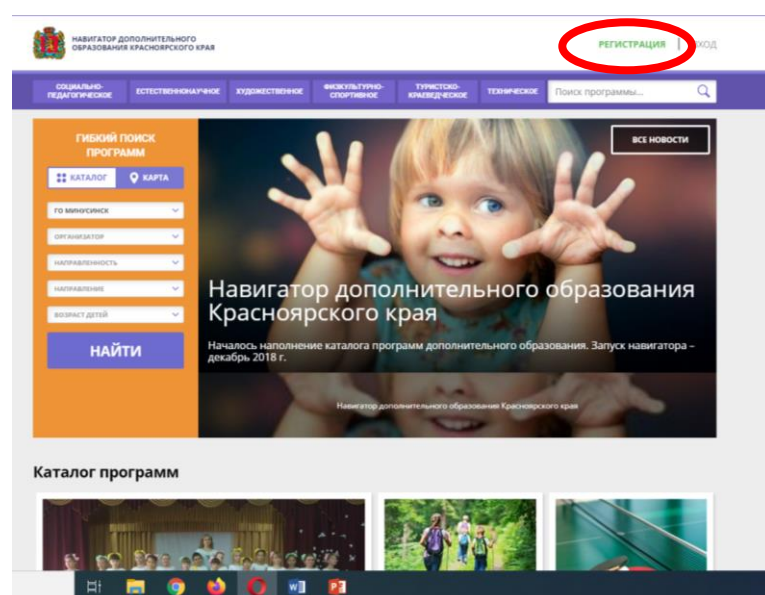 НАВИГАТОР ДОПОЛНИТЕЛЬНОГО
ОБРАЗОВАНИЯ КРАСНОЯРСКОГО КРАЯ
РЕГИСТРАЦИЯ
СОЦИАЛЬНО-
ПЕДАГОГИЧЕСКОЕ
ЕСТЕСТВЕННОНАУЧНОЕ
ХУДОЖЕСТВЕННОЕ
ФИЗКУЛЬТУРНО-
СПОРТИВНОЕ
ТУРИСТСКО-
КРАЕВЕДЧЕСКОЕ
ТЕХНИЧЕСКОЕ
Поиск программы...
ГИБКИЙ ПОИСК
ПРОГРАММ
КАТАЛОГ
КАРТА
ГО МИНУСИНСК
ОРГАНИЗАТОР
НАПРАВЛЕННОСТЬ
НАПРАВЛЕНИЕ
ВОЗРАСТ ДЕТЕЙ
НАЙТИ
ВСЕ НОВОСТИ
Навигатор дополнительного образования
Красноярского края
Началось наполнение каталога программ дополнительного образования. Запуск навигатора –
декабрь 2018 г.
Навигатор дополнительного образования Красноярского края
Каталог программ